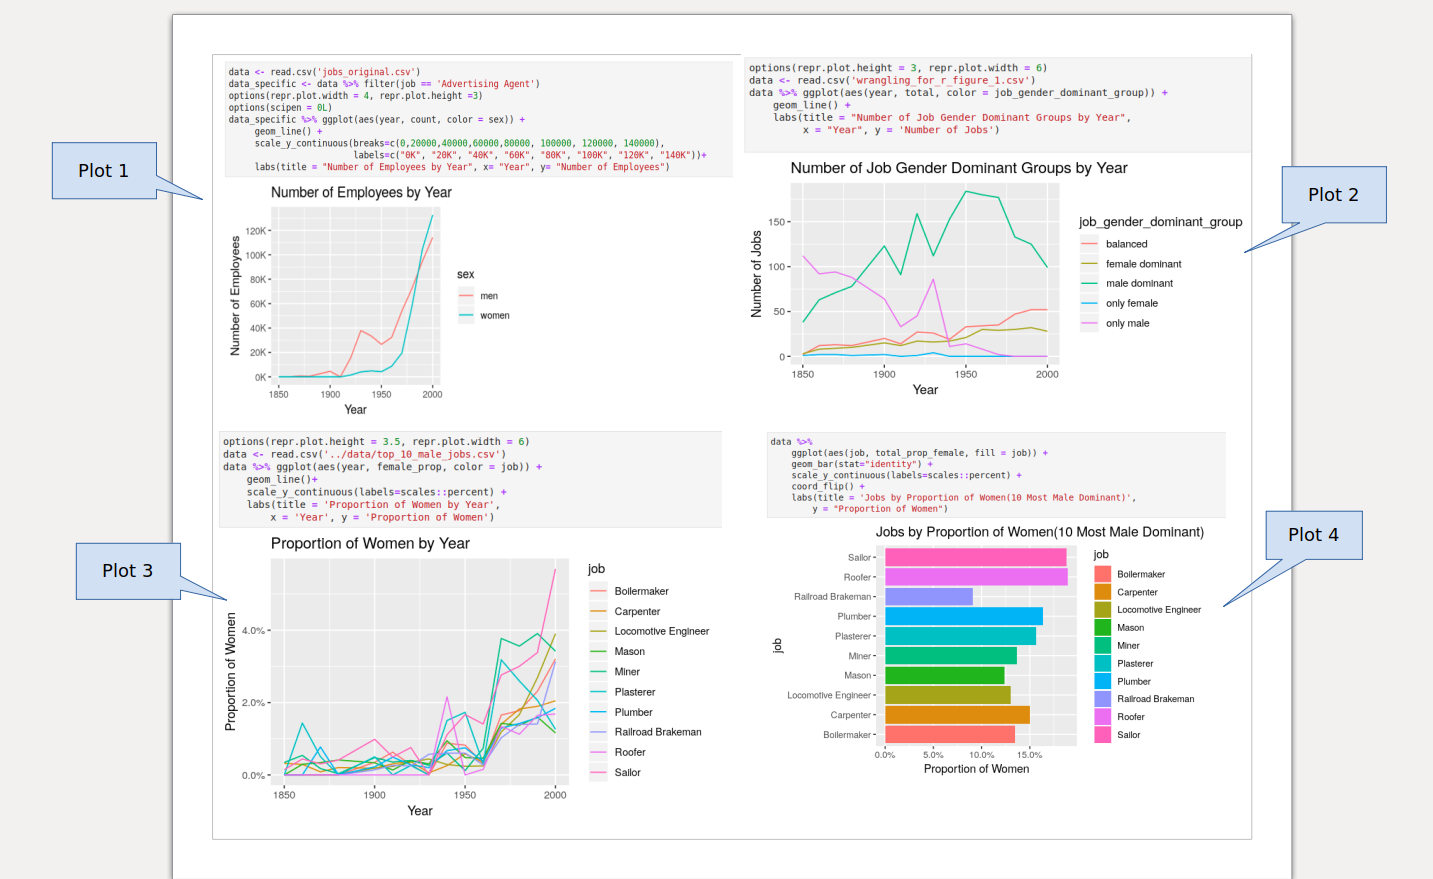 data <- read.csv('jobs_original.csv')
data_specific <- data %>% filter(job == 'Advertising Agent')
options(repr.plot.width = 4, repr.plot.height =3)
options(scipen = 0L)
data_specific %>% ggplot(aes(year, count, color = sex)) +
geom_line() +
scale_y_continuous(breaks=c(0,20000,40000,60000,80000, 100000, 120000, 140000),
labels=c("0K", "20K", "40K", "60K", "80K", "100K", "120K", "140K"))+
labs(title = "Number of Employees by Year", x= "Year", y= "Number of Employees")
Plot 1
Number of Employees by Year
Number of Employees
120K
100K
80K
60K
40K
20K
0K
1850
1900
1950
2000
Year
sex
men
women
options(repr.plot.height = 3, repr.plot.width = 6)
data <- read.csv('wrangling_for_r_figure_1.csv')
data %>% ggplot(aes(year, total, color = job_gender_dominant_group)) +
geom_line() +
labs(title = "Number of Job Gender Dominant Groups by Year",
x = "Year", y = 'Number of Jobs')
Plot 2
Number of Job Gender Dominant Groups by Year
Number of Jobs
150
100
50
0
1850
1900
1950
2000
Year
job_gender_dominant_group
balanced
female dominant
male dominant
only female
only male
options(repr.plot.height = 3.5, repr.plot.width = 6)
data <- read.csv('../data/top_10_male_jobs.csv')
data %>% ggplot(aes(year, female_prop, color = job)) +
geom_line()+
scale_y_continuous(labels=scales::percent) +
labs(title = 'Proportion of Women by Year',
x = 'Year', y = 'Proportion of Women')
Plot 3
Proportion of Women by Year
Proportion of Women
4.0%
2.0%
0.0%
1850
1900
1950
2000
Year
job
Boilermaker
Carpenter
Locomotive Engineer
Mason
Miner
Plasterer
Plumber
Railroad Brakeman
Roofer
Sailor
data %>%
ggplot(aes(job, total_prop_female, fill = job)) +
geom_bar(stat="identity") +
scale_y_continuous(labels=scales::percent) +
coord_flip() +
labs(title = 'Jobs by Proportion of Women(10 Most Male Dominant)',
y = "Proportion of Women")
Plot 4
Jobs by Proportion of Women(10 Most Male Dominant)
job
Sailor
Roofer
Railroad Brakeman
Plumber
Plasterer
Miner
Mason
Locomotive Engineer
Carpenter
Boilermaker
0.0%
5.0%
10.0%
15.0%
Proportion of Women
job
Boilermaker
Carpenter
Locomotive Engineer
Mason
Miner
Plasterer
Plumber
Railroad Brakeman
Roofer
Sailor